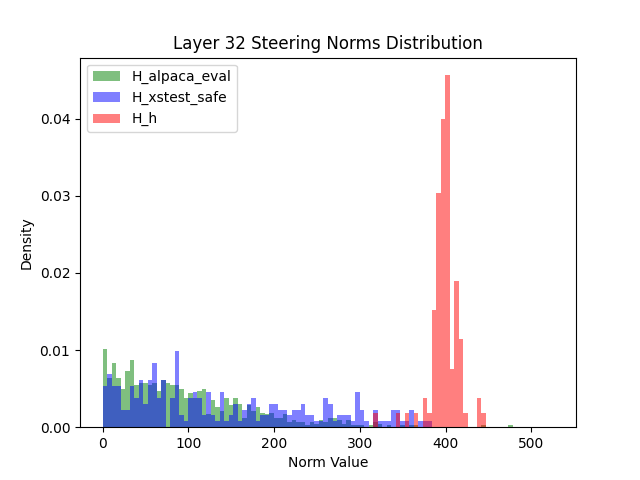 Layer 32 Steering Norms Distribution
H_alpaca_eval
H_xstest_safe
H_h
Density
0.04
0.03
0.02
0.01
0.00
0 100 200 300 400 500
Norm Value